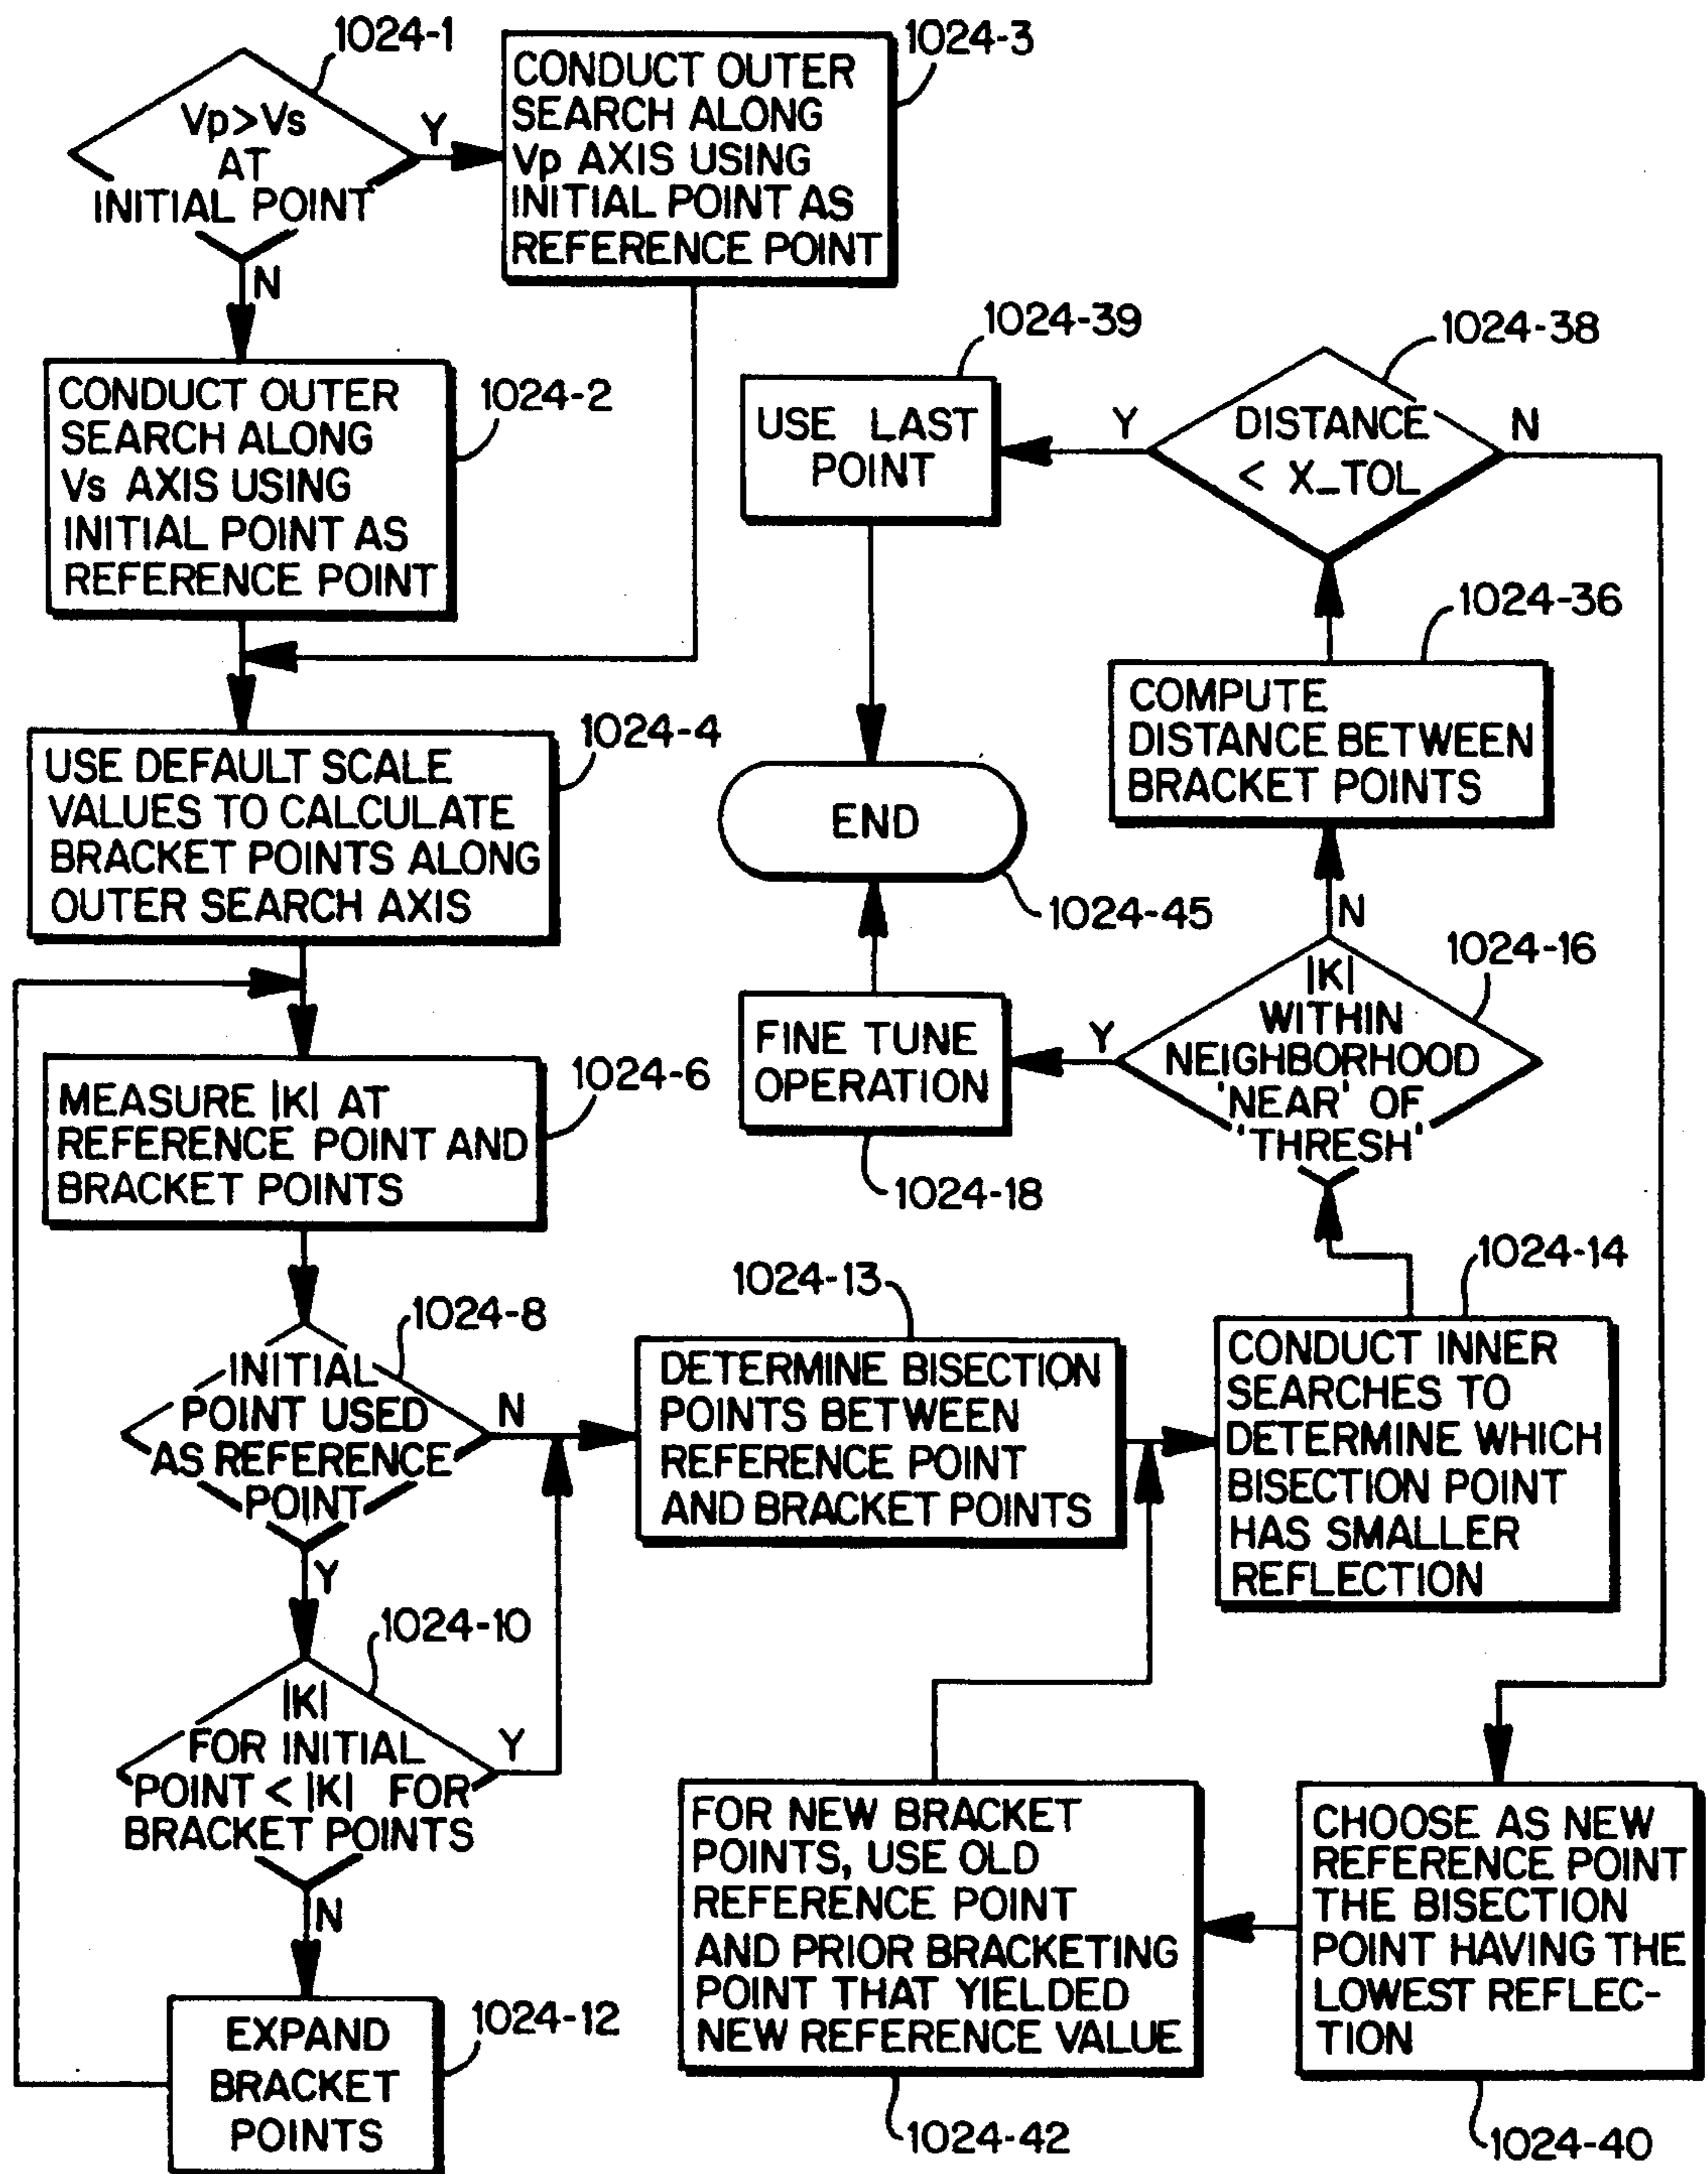 1024-1
Vp>Vs
AT
INITIAL POINT
Y
N
1024-3
CONDUCT OUTER
SEARCH ALONG
Vp AXIS USING
INITIAL POINT AS
REFERENCE POINT
1024-2
CONDUCT OUTER
SEARCH ALONG
Vs AXIS USING
INITIAL POINT AS
REFERENCE POINT
1024-4
USE DEFAULT SCALE
VALUES TO CALCULATE
BRACKET POINTS ALONG
OUTER SEARCH AXIS
1024-6
MEASURE |K| AT
REFERENCE POINT AND
BRACKET POINTS
1024-8
INITIAL
POINT USED
AS REFERENCE
POINT
N
Y
1024-10
|K|
FOR INITIAL
POINT < |K| FOR
BRACKET POINTS
Y
N
1024-12
EXPAND
BRACKET
POINTS
1024-13
DETERMINE BISECTION
POINTS BETWEEN
REFERENCE POINT
AND BRACKET POINTS
1024-14
CONDUCT INNER
SEARCHES TO
DETERMINE WHICH
BISECTION POINT
HAS SMALLER
REFLECTION
1024-16
|K|
WITHIN
NEIGHBORHOOD
'NEAR' OF
'THRESH'
Y
N
1024-18
FINE TUNE
OPERATION
1024-36
COMPUTE
DISTANCE BETWEEN
BRACKET POINTS
1024-38
DISTANCE
< X_TOL
Y
N
1024-39
USE LAST
POINT
END
1024-45
CHOOSE AS NEW
REFERENCE POINT
THE BISECTION
POINT HAVING THE
LOWEST REFLEC-
TION
1024-40
FOR NEW BRACKET
POINTS, USE OLD
REFERENCE POINT
AND PRIOR BRACKETING
POINT THAT YIELDED
NEW REFERENCE VALUE
1024-42